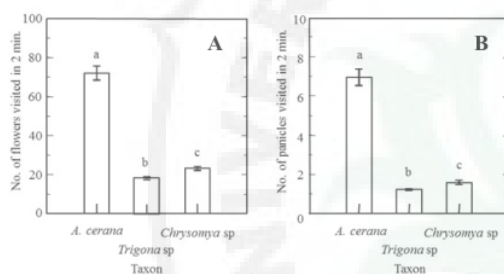 No. of flowers visited in 2 min.
100
80
60
40
20
0
A
a
b
c
A. cerana
Chrysomya sp
Trigona sp
Taxon
No. of panicles visited in 2 min.
10
8
6
4
2
0
B
a
b
c
A. cerana
Chrysomya sp
Trigona sp
Taxon